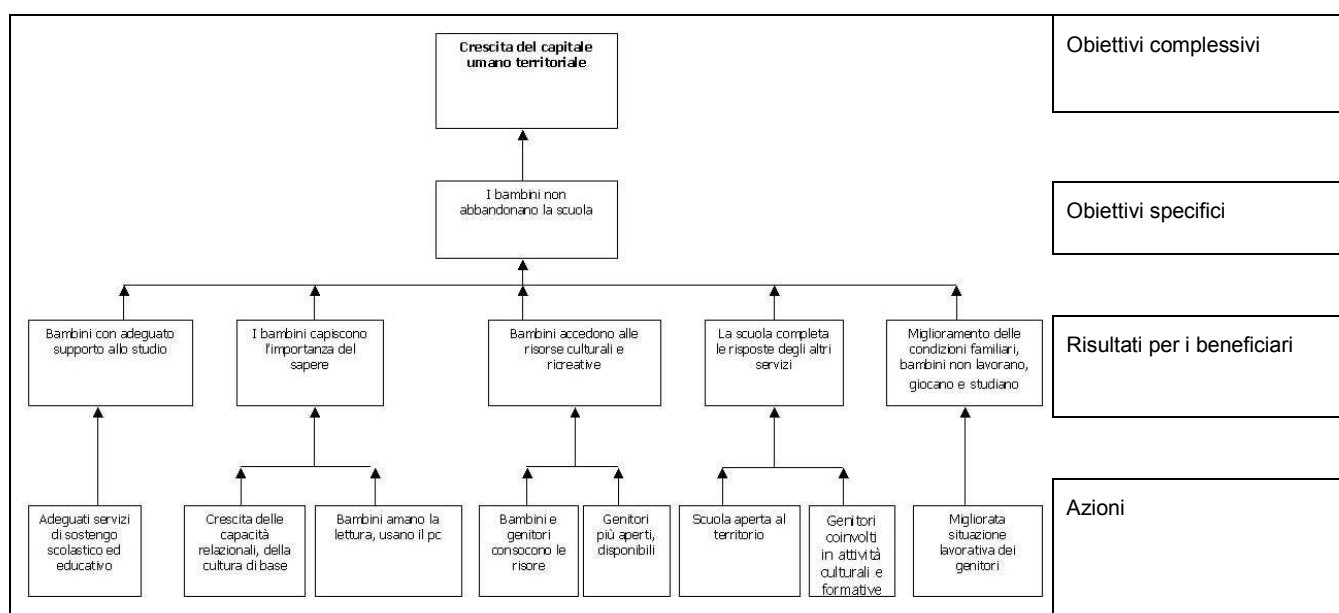 Crescita del capitale
umano territoriale
Obiettivi complessivi
I bambini non
abbandonano la scuola
Obiettivi specifici
Bambini con adeguato
supporto allo studio
I bambini capiscono
l'importanza del
sapere
Bambini accedono alle
risorse culturali e
ricreative
La scuola completa
le risposte degli altri
servizi
Miglioramento delle
condizioni familiari,
bambini non lavorano,
giocano e studiano
Risultati per i beneficiari
Adeguati servizi
di sostengo
scolastico ed
educativo
Crescita delle
capacità
relazionali, della
cultura di base
Bambini amano la
lettura, usano il pc
Bambini e
genitori
consocono le
risore
Genitori
più aperti,
disponibili
Scuola aperta al
territorio
Genitori
coinvolti
in attività
culturali e
formative
Migliorata
situazione
lavorativa dei
genitori
Azioni